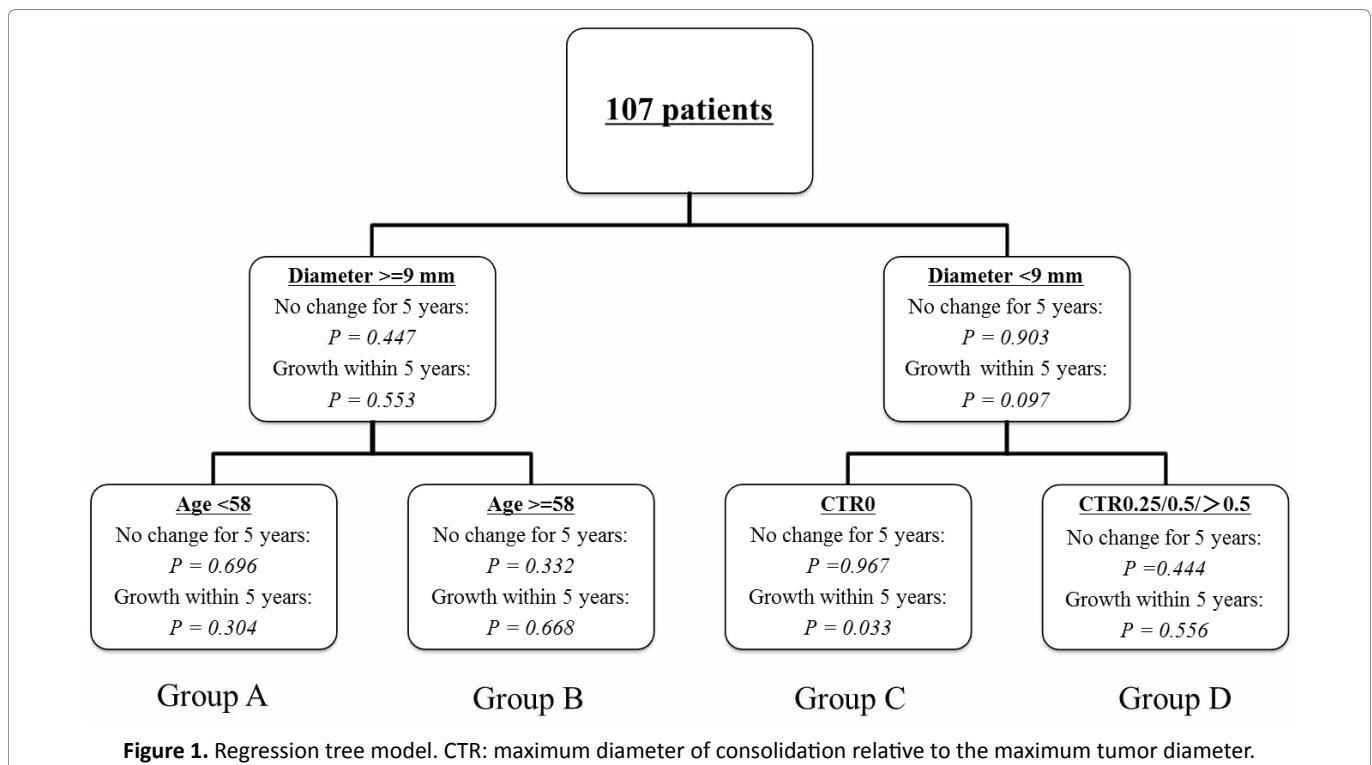 107 patients
Diameter >=9 mm
No change for 5 years:
P = 0.447
Growth within 5 years:
P = 0.553
Diameter <9 mm
No change for 5 years:
P = 0.903
Growth within 5 years:
P = 0.097
Age <58
No change for 5 years:
P = 0.696
Growth within 5 years:
P = 0.304
Group A
Age >=58
No change for 5 years:
P = 0.332
Growth within 5 years:
P = 0.668
Group B
CTR0
No change for 5 years:
P =0.967
Growth within 5 years:
P = 0.033
Group C
CTR0.25/0.5/＞0.5
No change for 5 years:
P =0.444
Growth within 5 years:
P = 0.556
Group D
Figure 1. Regression tree model. CTR: maximum diameter of consolidation relative to the maximum tumor diameter.